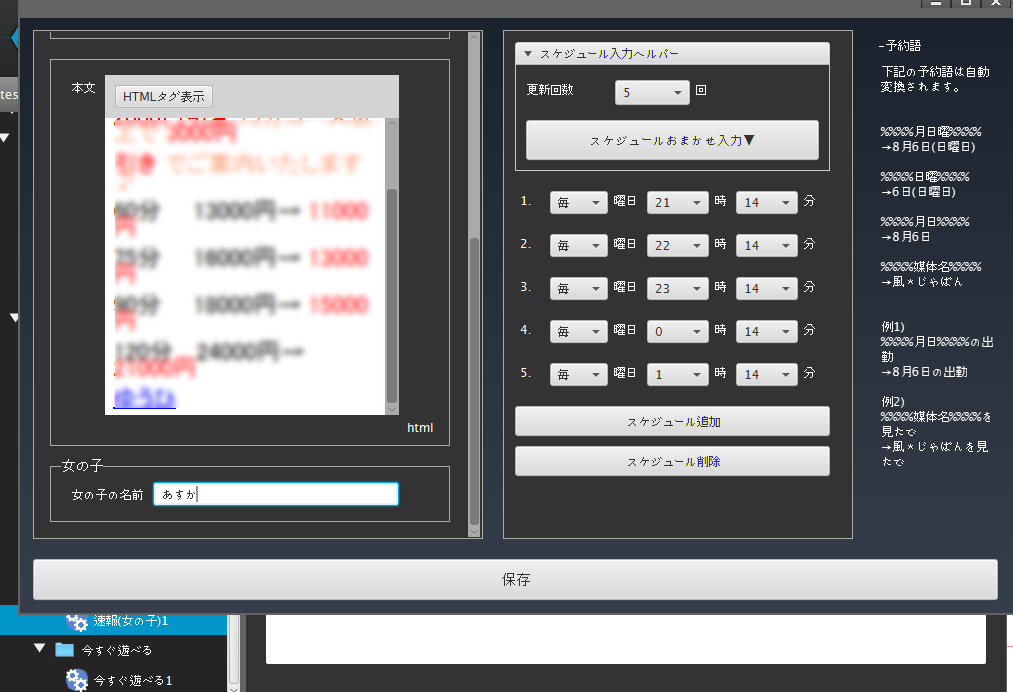 tes
本文
HTMLタグ表示
3000円
引き でご案内いたします
60分 13000円→ 11000
円
75分 16000円→ 13000
円
90分 18000円→ 15000
円
120分 24000円→
21000円
ゆうひ
html
女の子
女の子の名前 あすか
▼ スケジュール入力ヘルパー
更新回数 5 回
スケジュールおまかせ入力▼
1. 毎 曜日 21 時 14 分
2. 毎 曜日 22 時 14 分
3. 毎 曜日 23 時 14 分
4. 毎 曜日 0 時 14 分
5. 毎 曜日 1 時 14 分
スケジュール追加
スケジュール削除
-予約語
下記の予約語は自動
変換されます。
%%%%月日曜%%%%
→8月6日(日曜日)
%%%%日曜%%%%
→6日(日曜日)
%%%%月日%%%%
→8月6日
%%%%媒体名%%%%
→風*じゃぱん
例1)
%%%%月日%%%%の出
勤
→8月6日の出勤
例2)
%%%%媒体名%%%%を
見たで
→風*じゃぱんを見
たで
保存
速報(女の子)1
今すぐ遊べる
今すぐ遊べる1